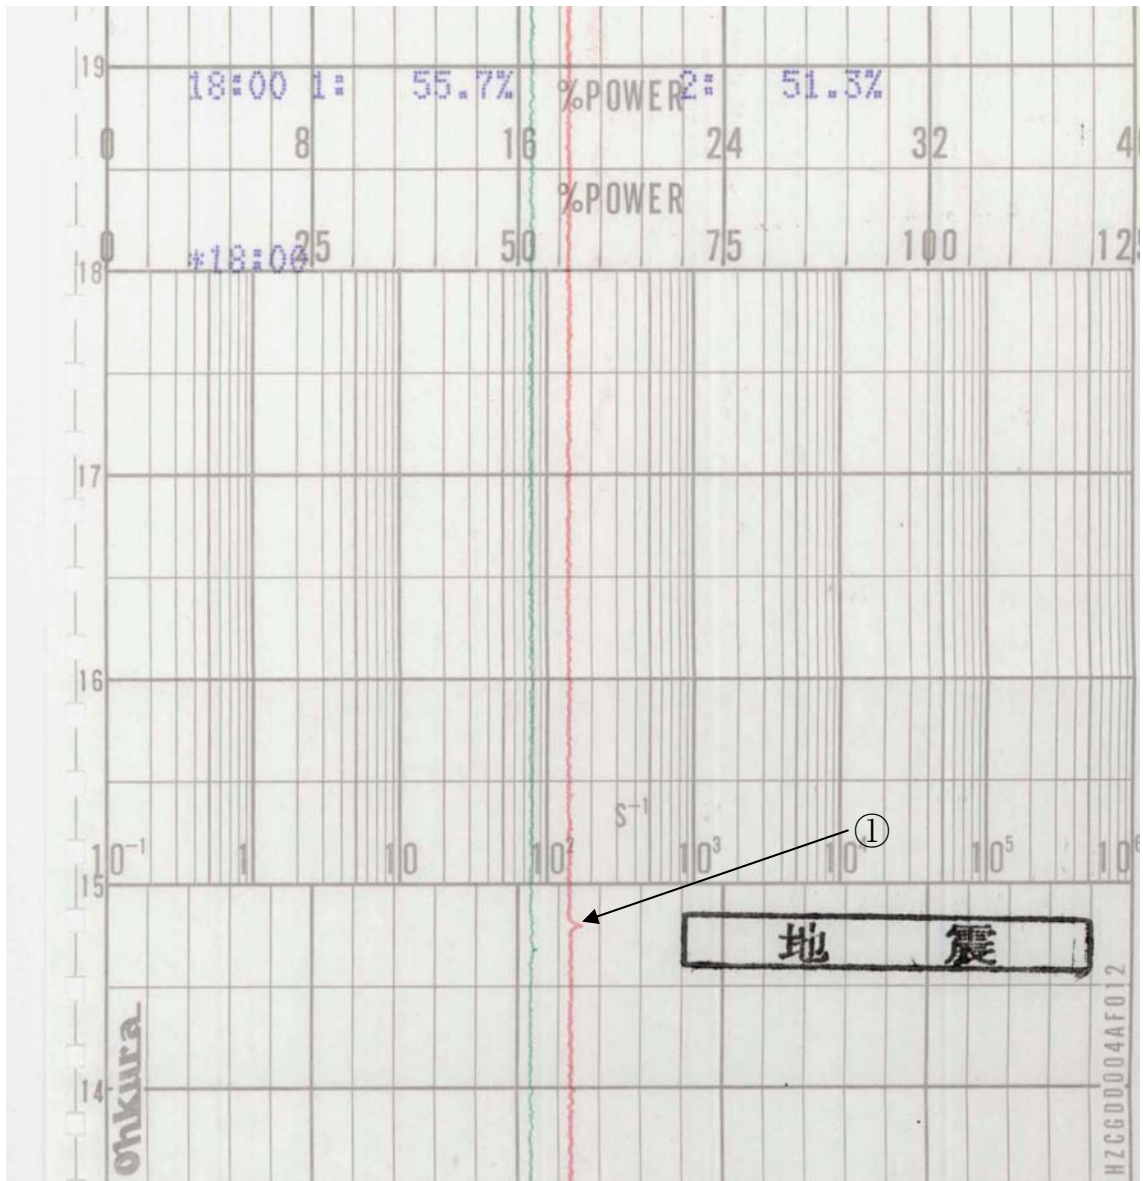 19
18:00 1: 55.7% %POWER 2: 51.3%
0 8 16 24 32 4
%POWER
0 25 50 75 100 125
*18:00
18
17
16
S⁻¹
①
10⁻¹ 1 10 10² 10³ 10⁴ 10⁵ 10⁶
15
地 震
14
Ohkura
HZCGD0004AF012